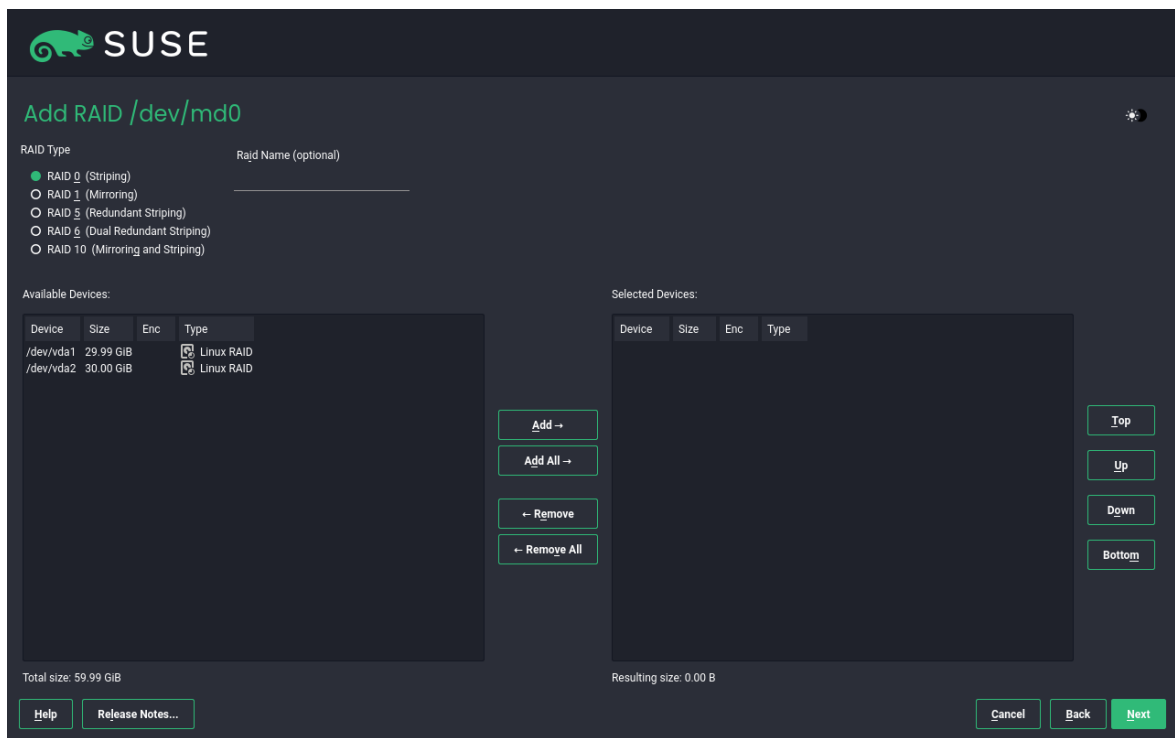 SUSE
Add RAID /dev/md0
RAID Type
Raid Name (optional)
RAID 0 (Striping)
RAID 1 (Mirroring)
RAID 5 (Redundant Striping)
RAID 6 (Dual Redundant Striping)
RAID 10 (Mirroring and Striping)
Available Devices:
Device Size Enc Type
/dev/vda1 29.99 GiB Linux RAID
/dev/vda2 30.00 GiB Linux RAID
Total size: 59.99 GiB
Add →
Add All →
← Remove
← Remove All
Selected Devices:
Device Size Enc Type
Resulting size: 0.00 B
Top
Up
Down
Bottom
Help Release Notes... Cancel Back Next